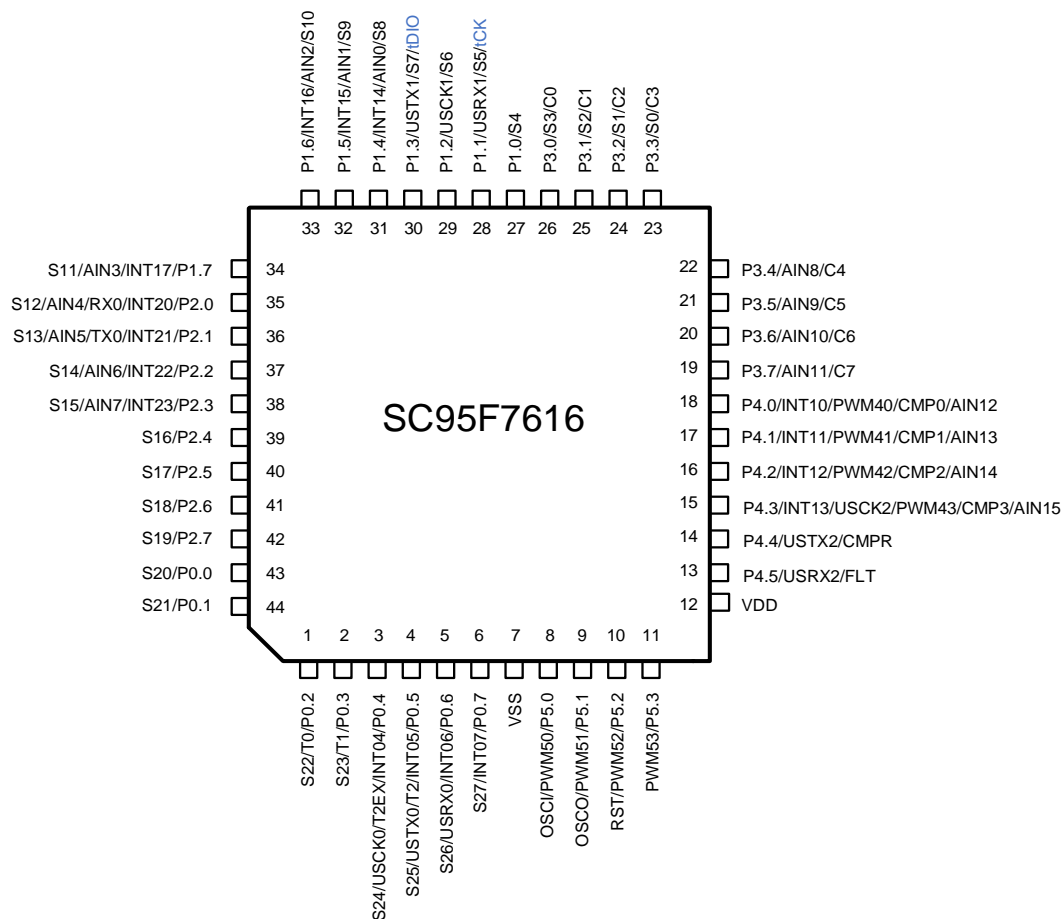 P1.6/INT16/AIN2/S10
P1.5/INT15/AIN1/S9
P1.4/INT14/AIN0/S8
P1.3/USTX1/S7/tDIO
P1.2/USCK1/S6
P1.1/USRX1/S5/tCK
P1.0/S4
P3.0/S3/C0
P3.1/S2/C1
P3.2/S1/C2
P3.3/S0/C3
33 32 31 30 29 28 27 26 25 24 23
S11/AIN3/INT17/P1.7 34
S12/AIN4/RX0/INT20/P2.0 35
S13/AIN5/TX0/INT21/P2.1 36
S14/AIN6/INT22/P2.2 37
S15/AIN7/INT23/P2.3 38
S16/P2.4 39
S17/P2.5 40
S18/P2.6 41
S19/P2.7 42
S20/P0.0 43
S21/P0.1 44
SC95F7616
22 P3.4/AIN8/C4
21 P3.5/AIN9/C5
20 P3.6/AIN10/C6
19 P3.7/AIN11/C7
18 P4.0/INT10/PWM40/CMP0/AIN12
17 P4.1/INT11/PWM41/CMP1/AIN13
16 P4.2/INT12/PWM42/CMP2/AIN14
15 P4.3/INT13/USCK2/PWM43/CMP3/AIN15
14 P4.4/USTX2/CMPR
13 P4.5/USRX2/FLT
12 VDD
1 2 3 4 5 6 7 8 9 10 11
S22/T0/P0.2
S23/T1/P0.3
S24/USCK0/T2EX/INT04/P0.4
S25/USTX0/T2/INT05/P0.5
S26/USRX0/INT06/P0.6
S27/INT07/P0.7
VSS
OSCI/PWM50/P5.0
OSCO/PWM51/P5.1
RST/PWM52/P5.2
PWM53/P5.3